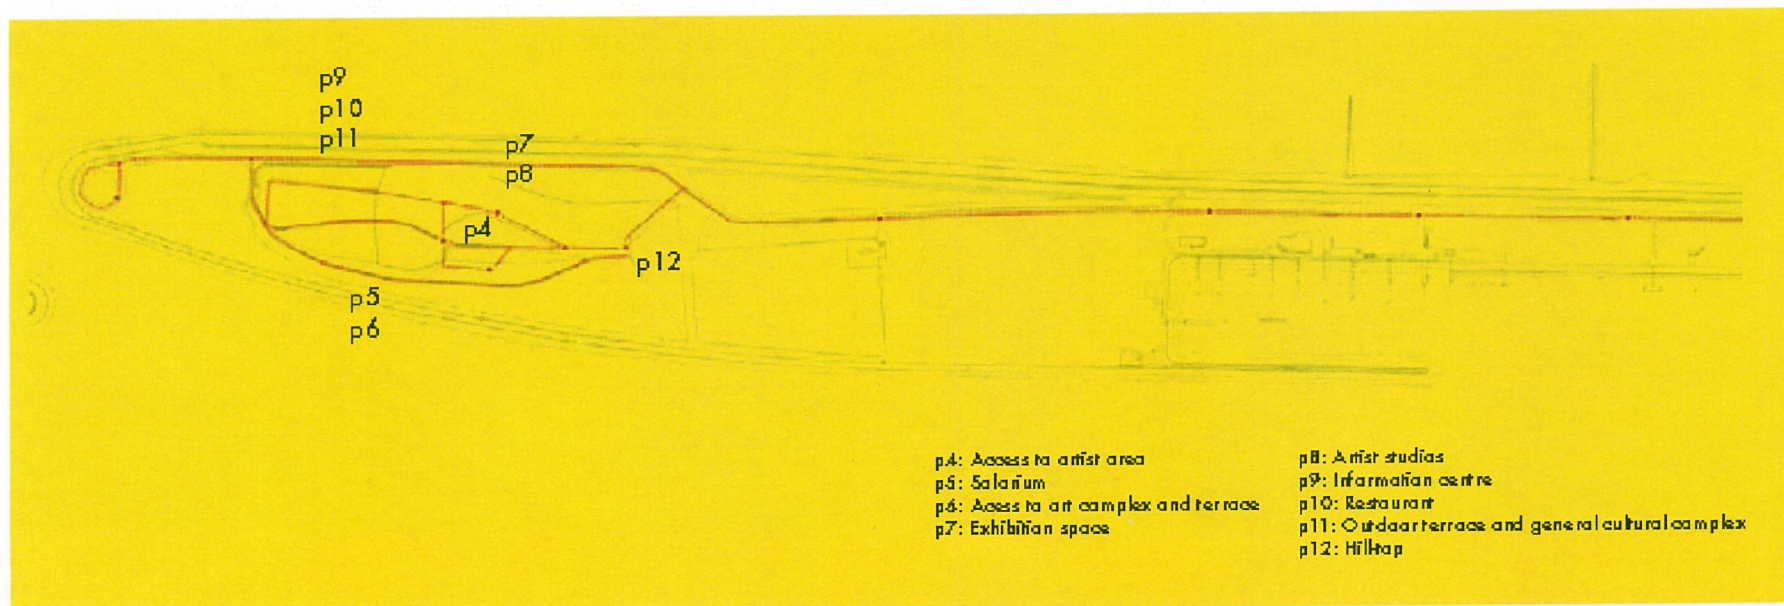 p9
p10
p11
p7
p8
p4
p12
p5
p6
p4: Access to artist area
p5: Solarium
p6: Acess to art complex and terrace
p7: Exhibition space
p8: Artist studios
p9: Information centre
p10: Restaurant
p11: Outdoor terrace and general cultural complex
p12: Hilltop